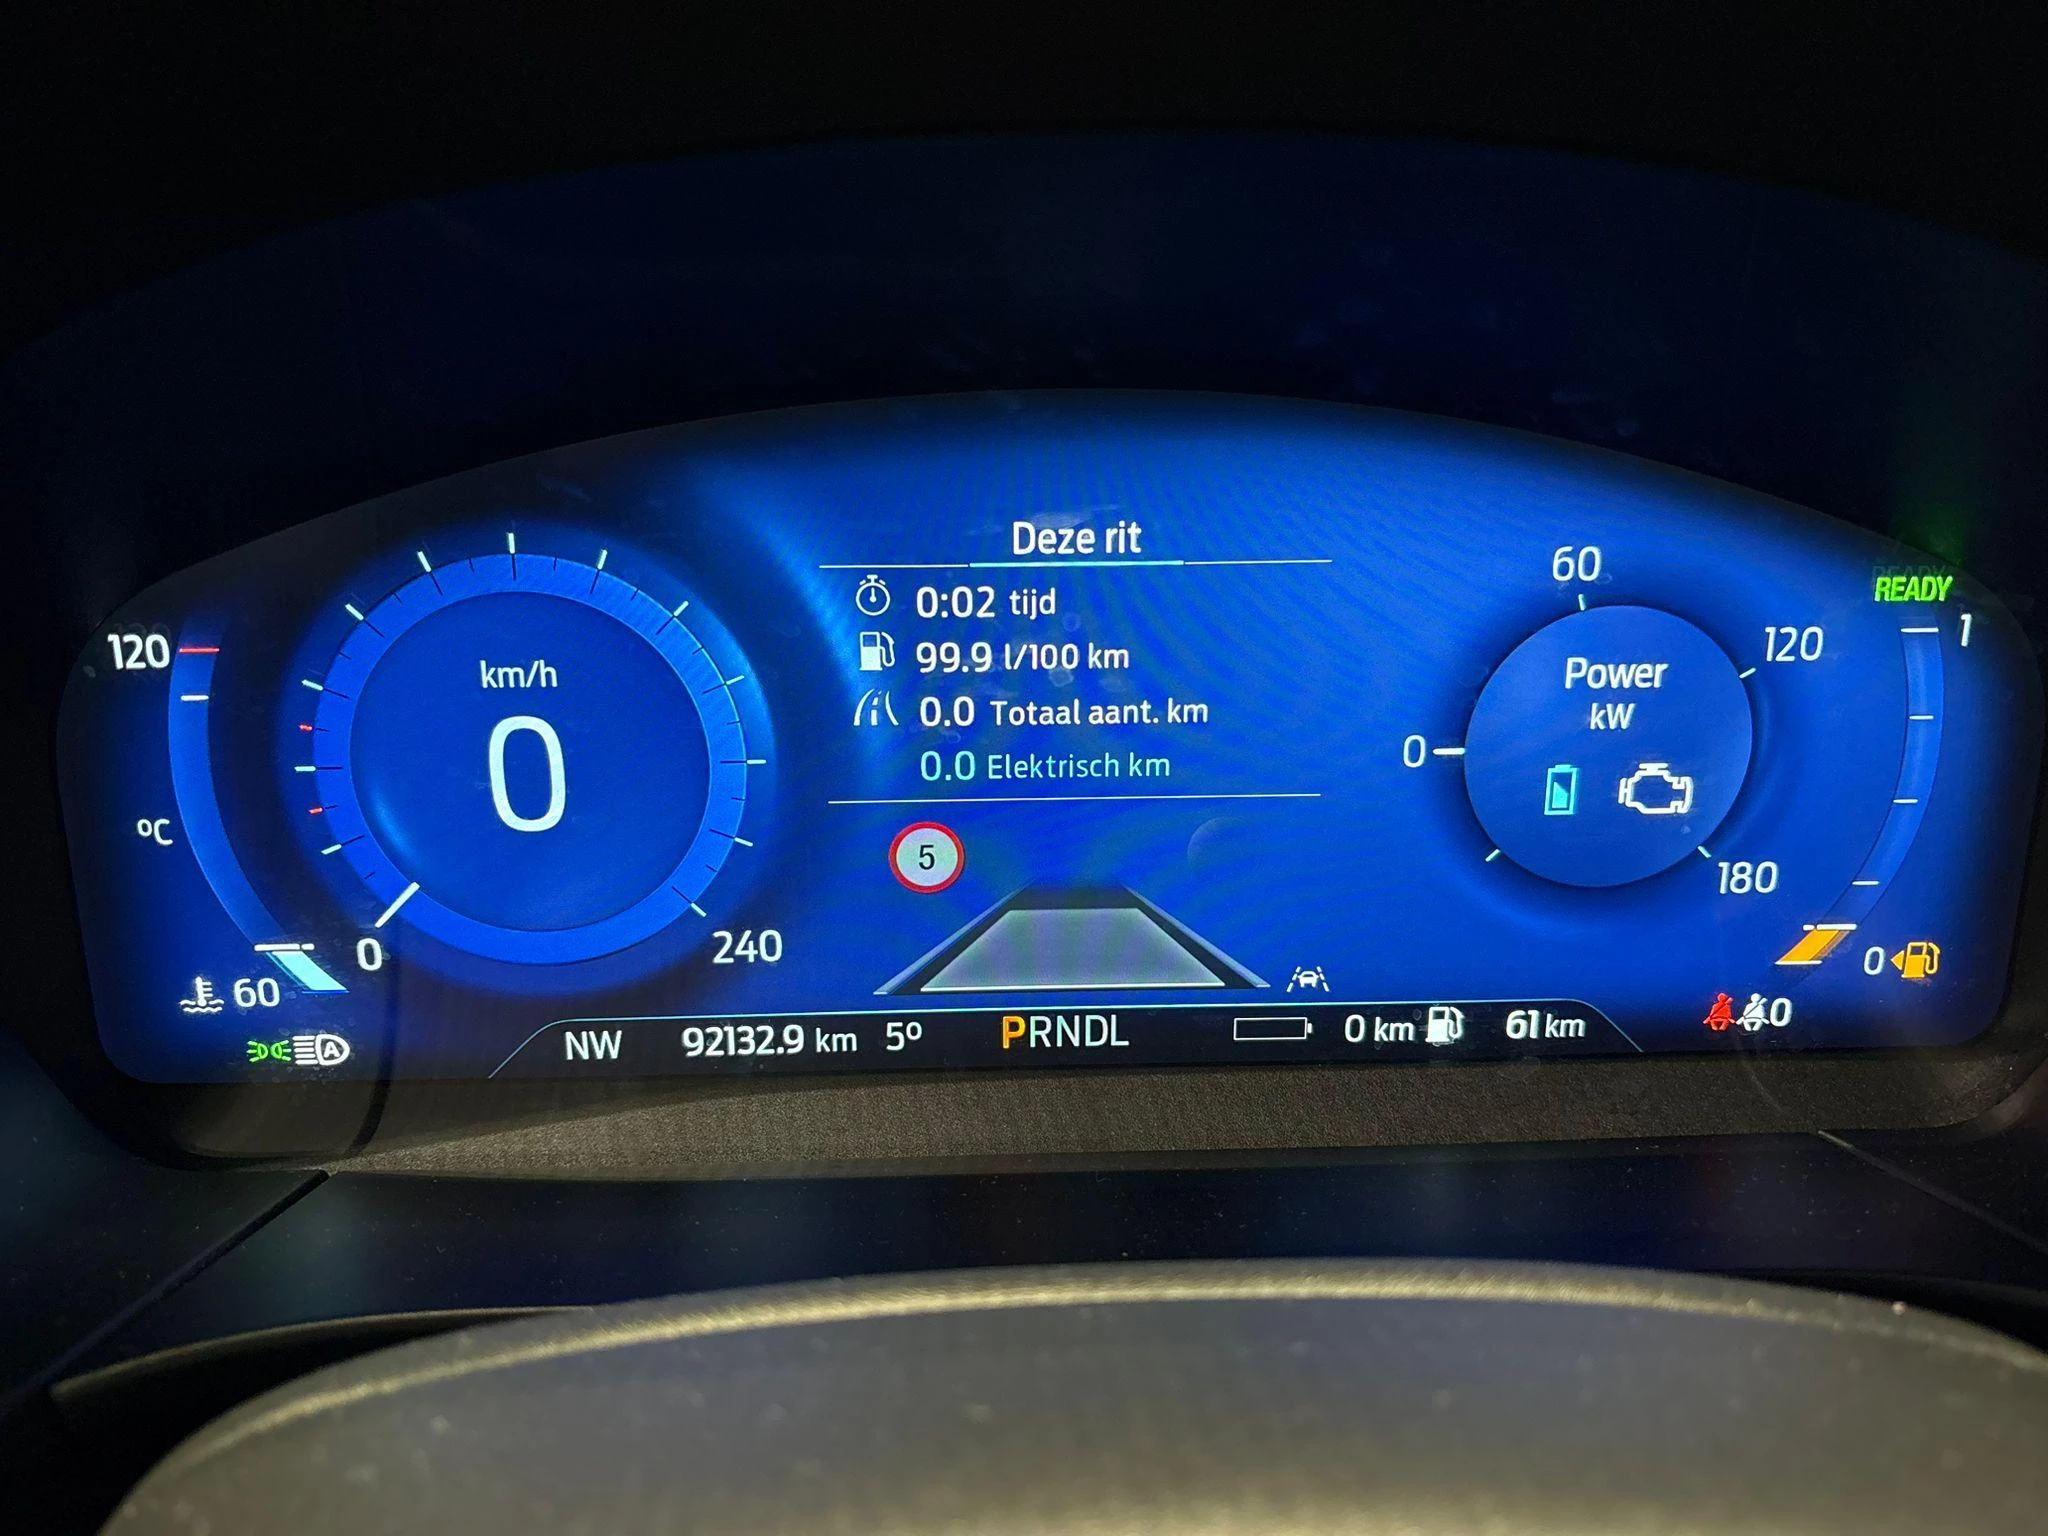 Deze rit
0:02 tijd
99.9 l/100 km
0.0 Totaal aant. km
0.0 Elektrisch km
120
°C
60
km/h
0
0
240
5
60
120
0
Power
kW
180
READY
1
0
0
A
NW 92132.9 km 5° PRNDL 0 km 61 km